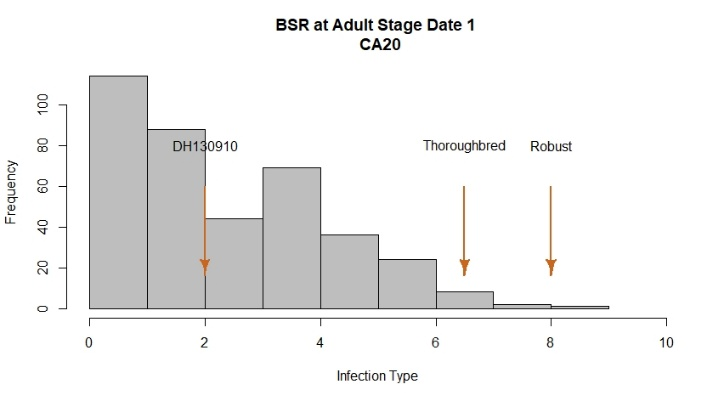 BSR at Adult Stage Date 1
CA20
Frequency
100
80
60
40
20
0
DH130910
Thoroughbred
Robust
0 2 4 6 8 10
Infection Type